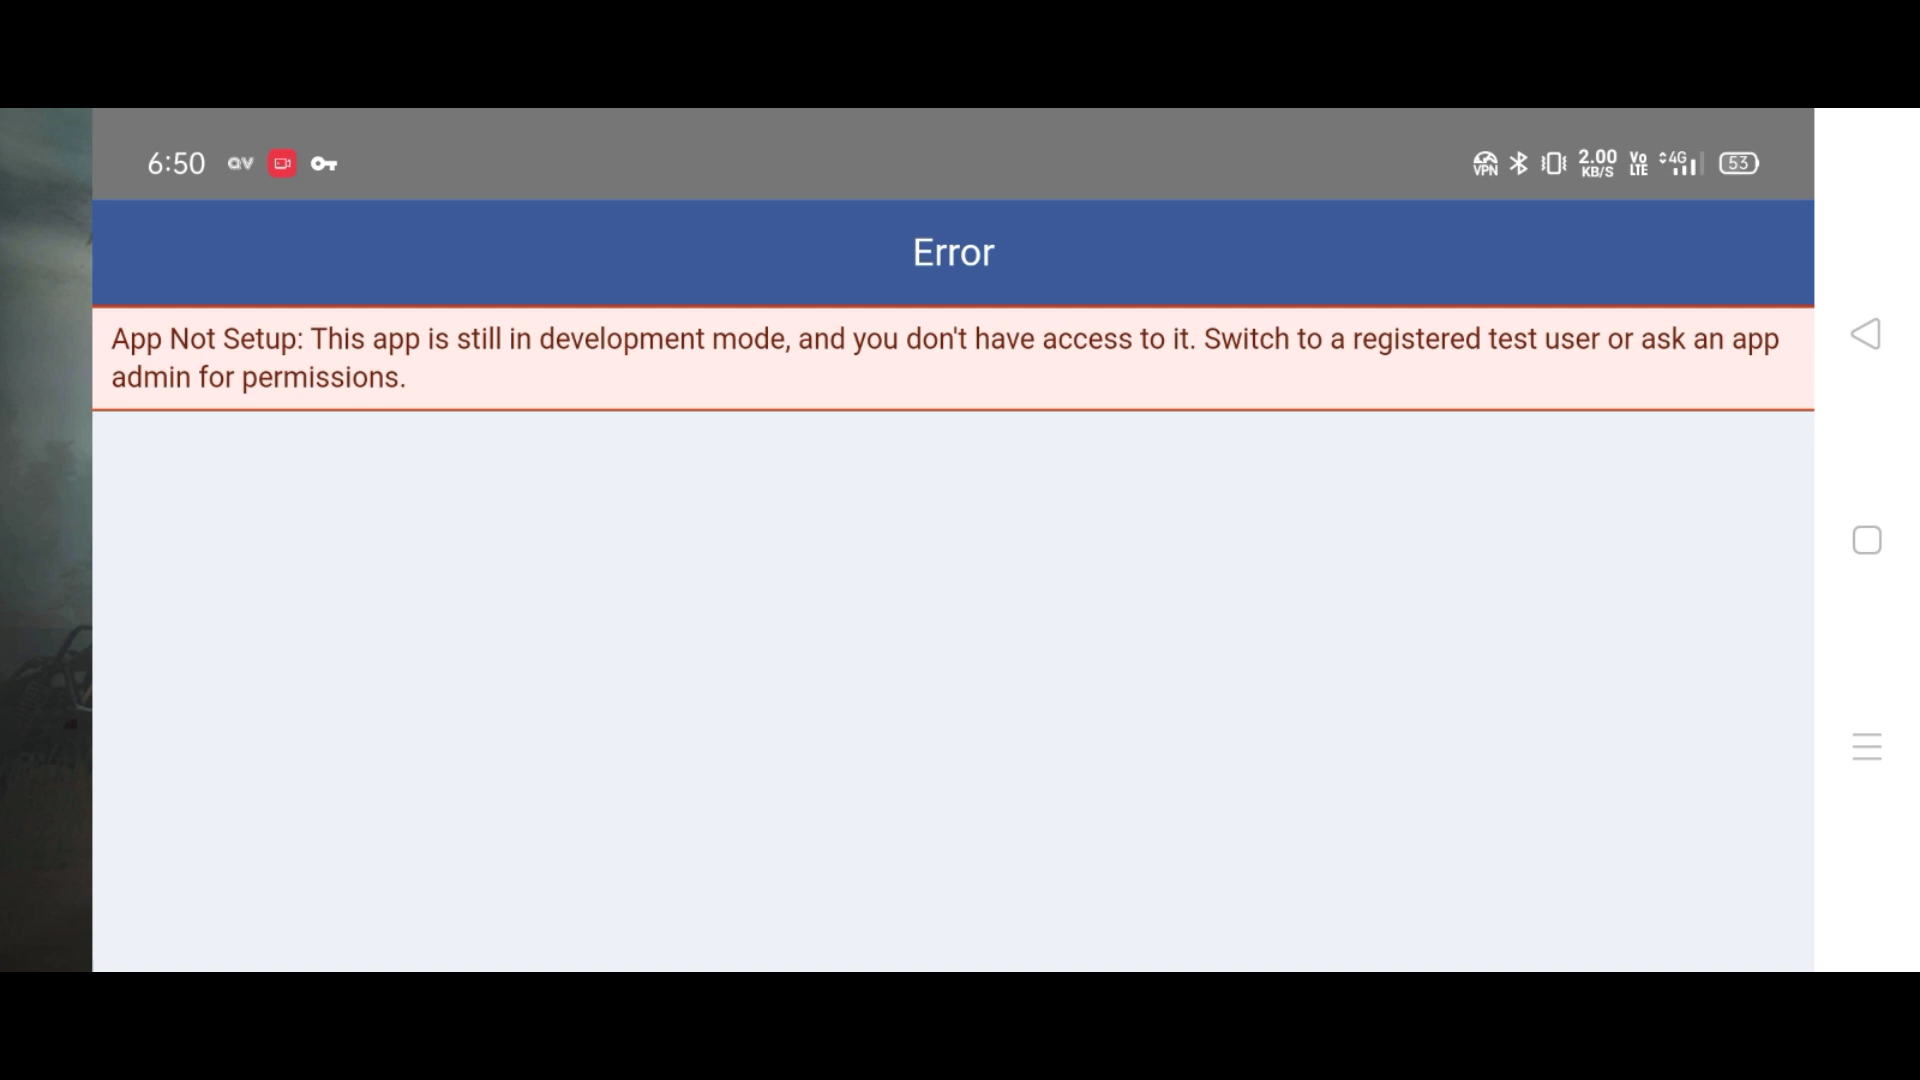 6:50
VPN 2.00 KB/S Vo LTE 4G 53
Error
App Not Setup: This app is still in development mode, and you don't have access to it. Switch to a registered test user or ask an app
admin for permissions.